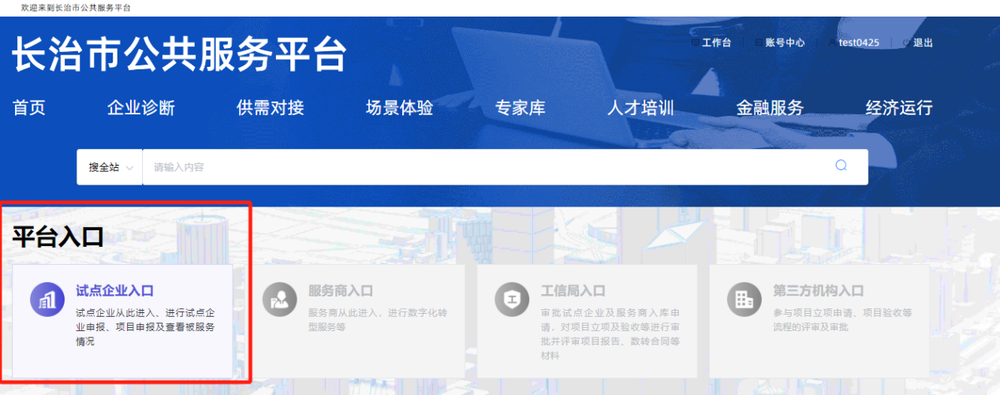 欢迎来到长治市公共服务平台
长治市公共服务平台
工作台 账号中心 test0425 退出
首页 企业诊断 供需对接 场景体验 专家库 人才培训 金融服务 经济运行
搜全站 请输入内容
平台入口
试点企业入口
试点企业从此进入、进行试点企
业申报、项目申报及查看被服务
情况
服务商入口
服务商从此进入，进行数字化转
型服务等
工信局入口
审批试点企业及服务商入库申
请，对项目立项及验收等进行审
批并评审项目报告、数转合同等
材料
第三方机构入口
参与项目立项申请、项目验收等
流程的评审及审批